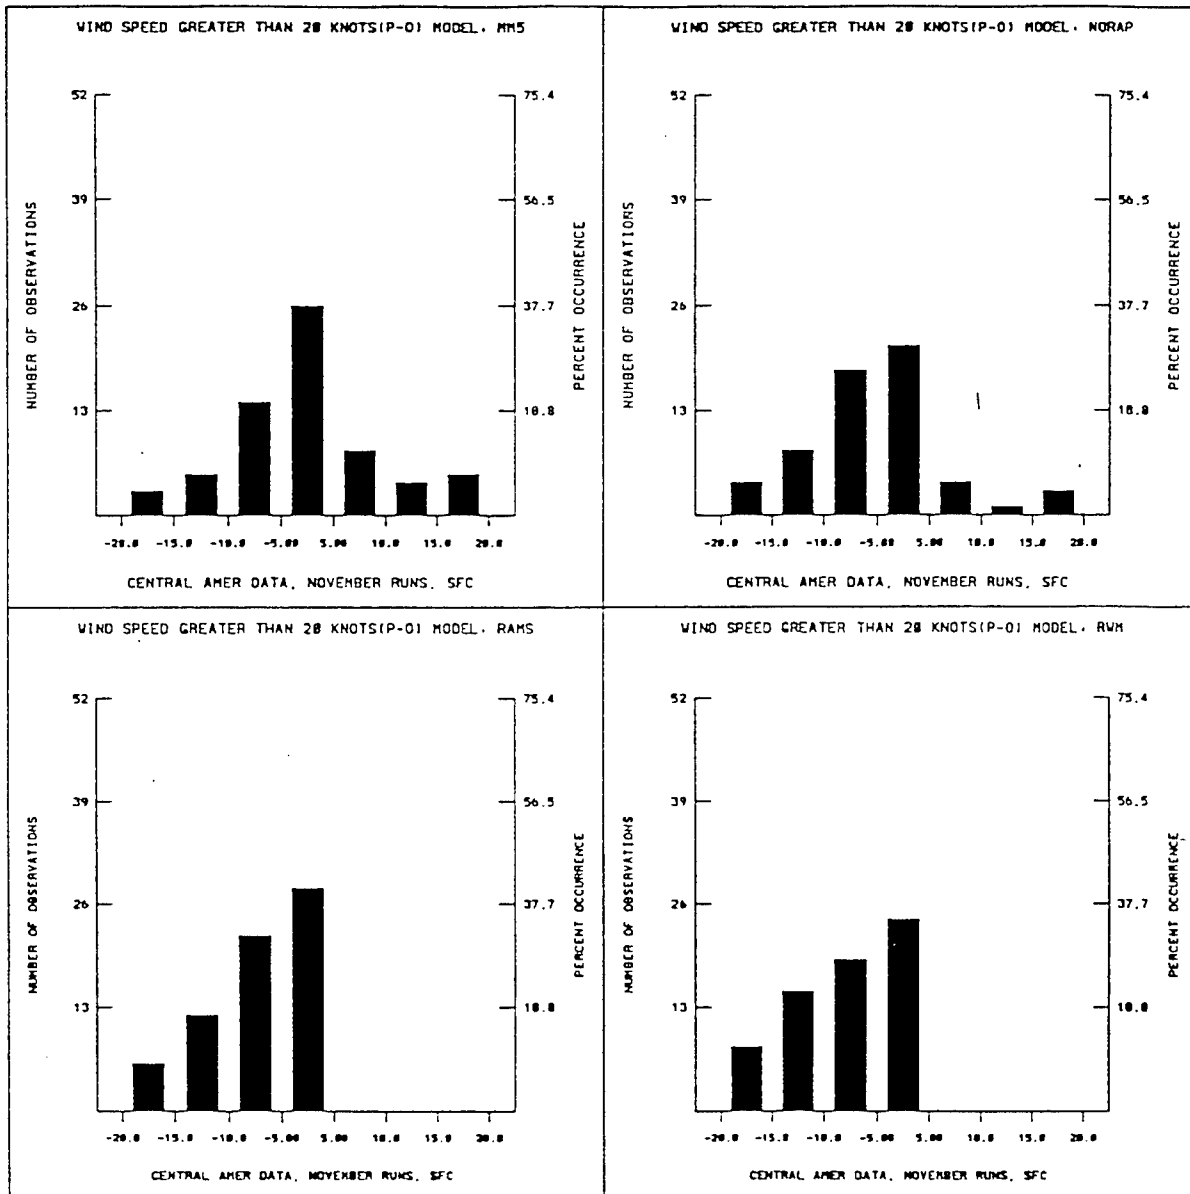 WIND SPEED GREATER THAN 20 KNOTS(P-O) MODEL. MM5
52
39
26
13
NUMBER OF OBSERVATIONS
75.4
56.5
37.7
18.8
PERCENT OCCURRENCE
-20.0 -15.0 -10.0 -5.00 5.00 10.0 15.0 20.0
CENTRAL AMER DATA, NOVEMBER RUNS, SFC
WIND SPEED GREATER THAN 20 KNOTS(P-O) MODEL. NORAP
52
39
26
13
NUMBER OF OBSERVATIONS
75.4
56.5
37.7
18.8
PERCENT OCCURRENCE
-20.0 -15.0 -10.0 -5.00 5.00 10.0 15.0 20.0
CENTRAL AMER DATA, NOVEMBER RUNS, SFC
WIND SPEED GREATER THAN 20 KNOTS(P-O) MODEL. RAMS
52
39
26
13
NUMBER OF OBSERVATIONS
75.4
56.5
37.7
18.8
PERCENT OCCURRENCE
-20.0 -15.0 -10.0 -5.00 5.00 10.0 15.0 20.0
CENTRAL AMER DATA, NOVEMBER RUNS, SFC
WIND SPEED GREATER THAN 20 KNOTS(P-O) MODEL. RWM
52
39
26
13
NUMBER OF OBSERVATIONS
75.4
56.5
37.7
18.8
PERCENT OCCURRENCE
-20.0 -15.0 -10.0 -5.00 5.00 10.0 15.0 20.0
CENTRAL AMER DATA, NOVEMBER RUNS, SFC